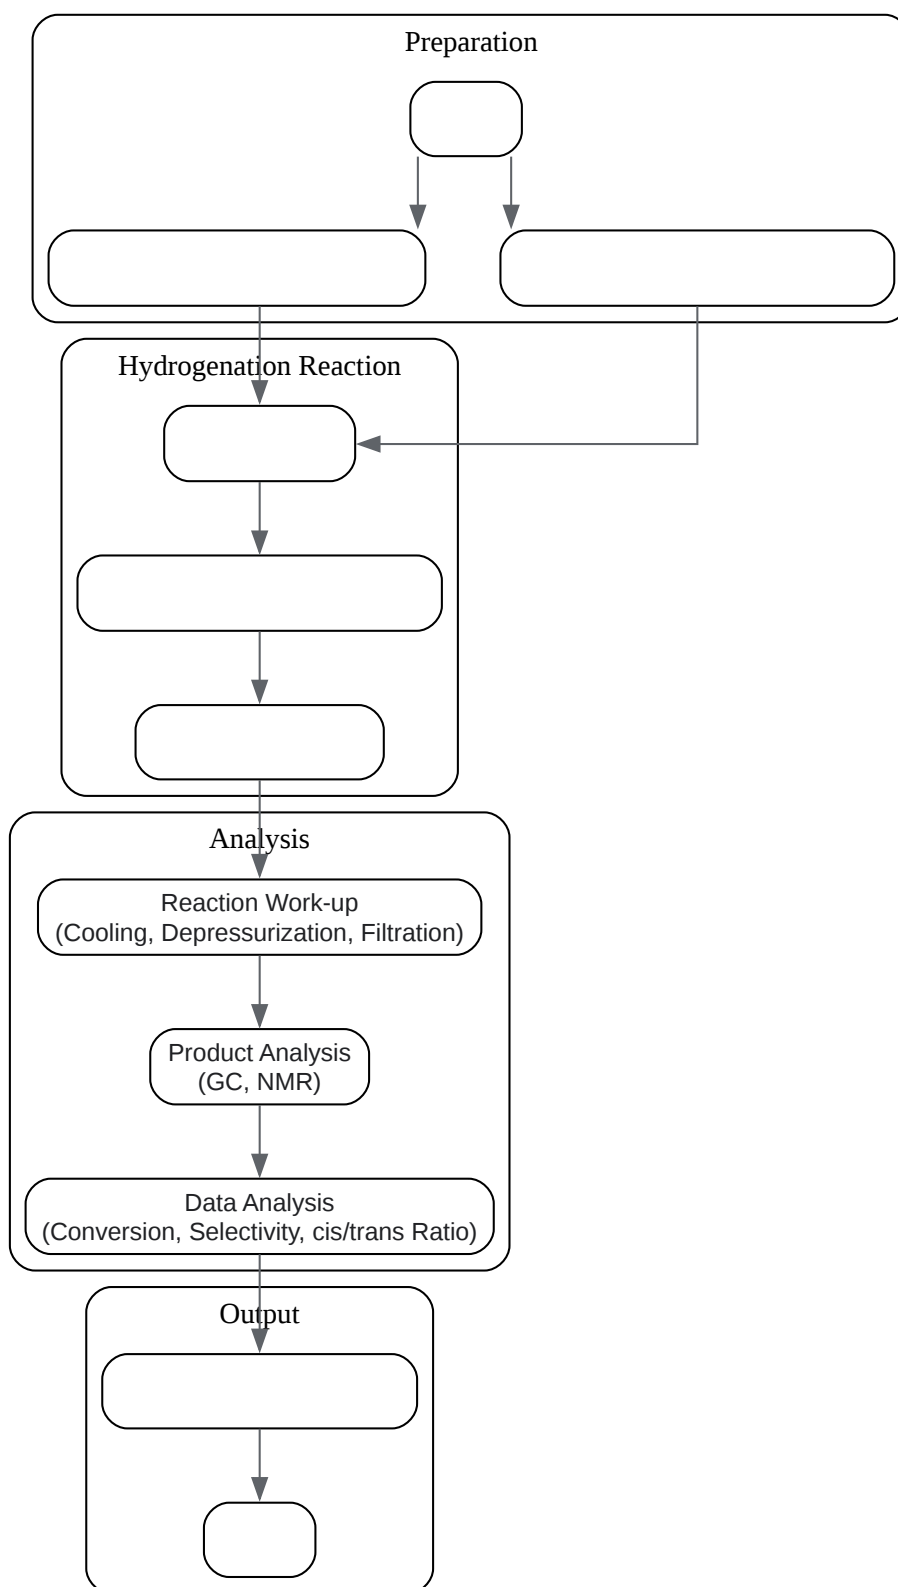 Preparation
Hydrogenation Reaction
Analysis
Reaction Work-up
(Cooling, Depressurization, Filtration)
Product Analysis
(GC, NMR)
Data Analysis
(Conversion, Selectivity, cis/trans Ratio)
Output